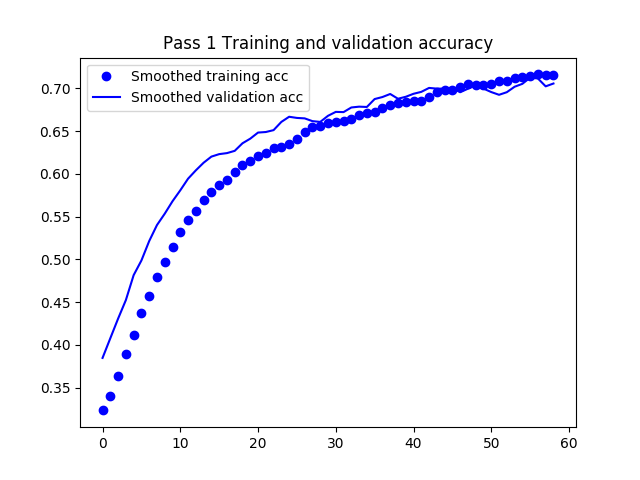 Pass 1 Training and validation accuracy
Smoothed training acc
Smoothed validation acc
0.70
0.65
0.60
0.55
0.50
0.45
0.40
0.35
0 10 20 30 40 50 60